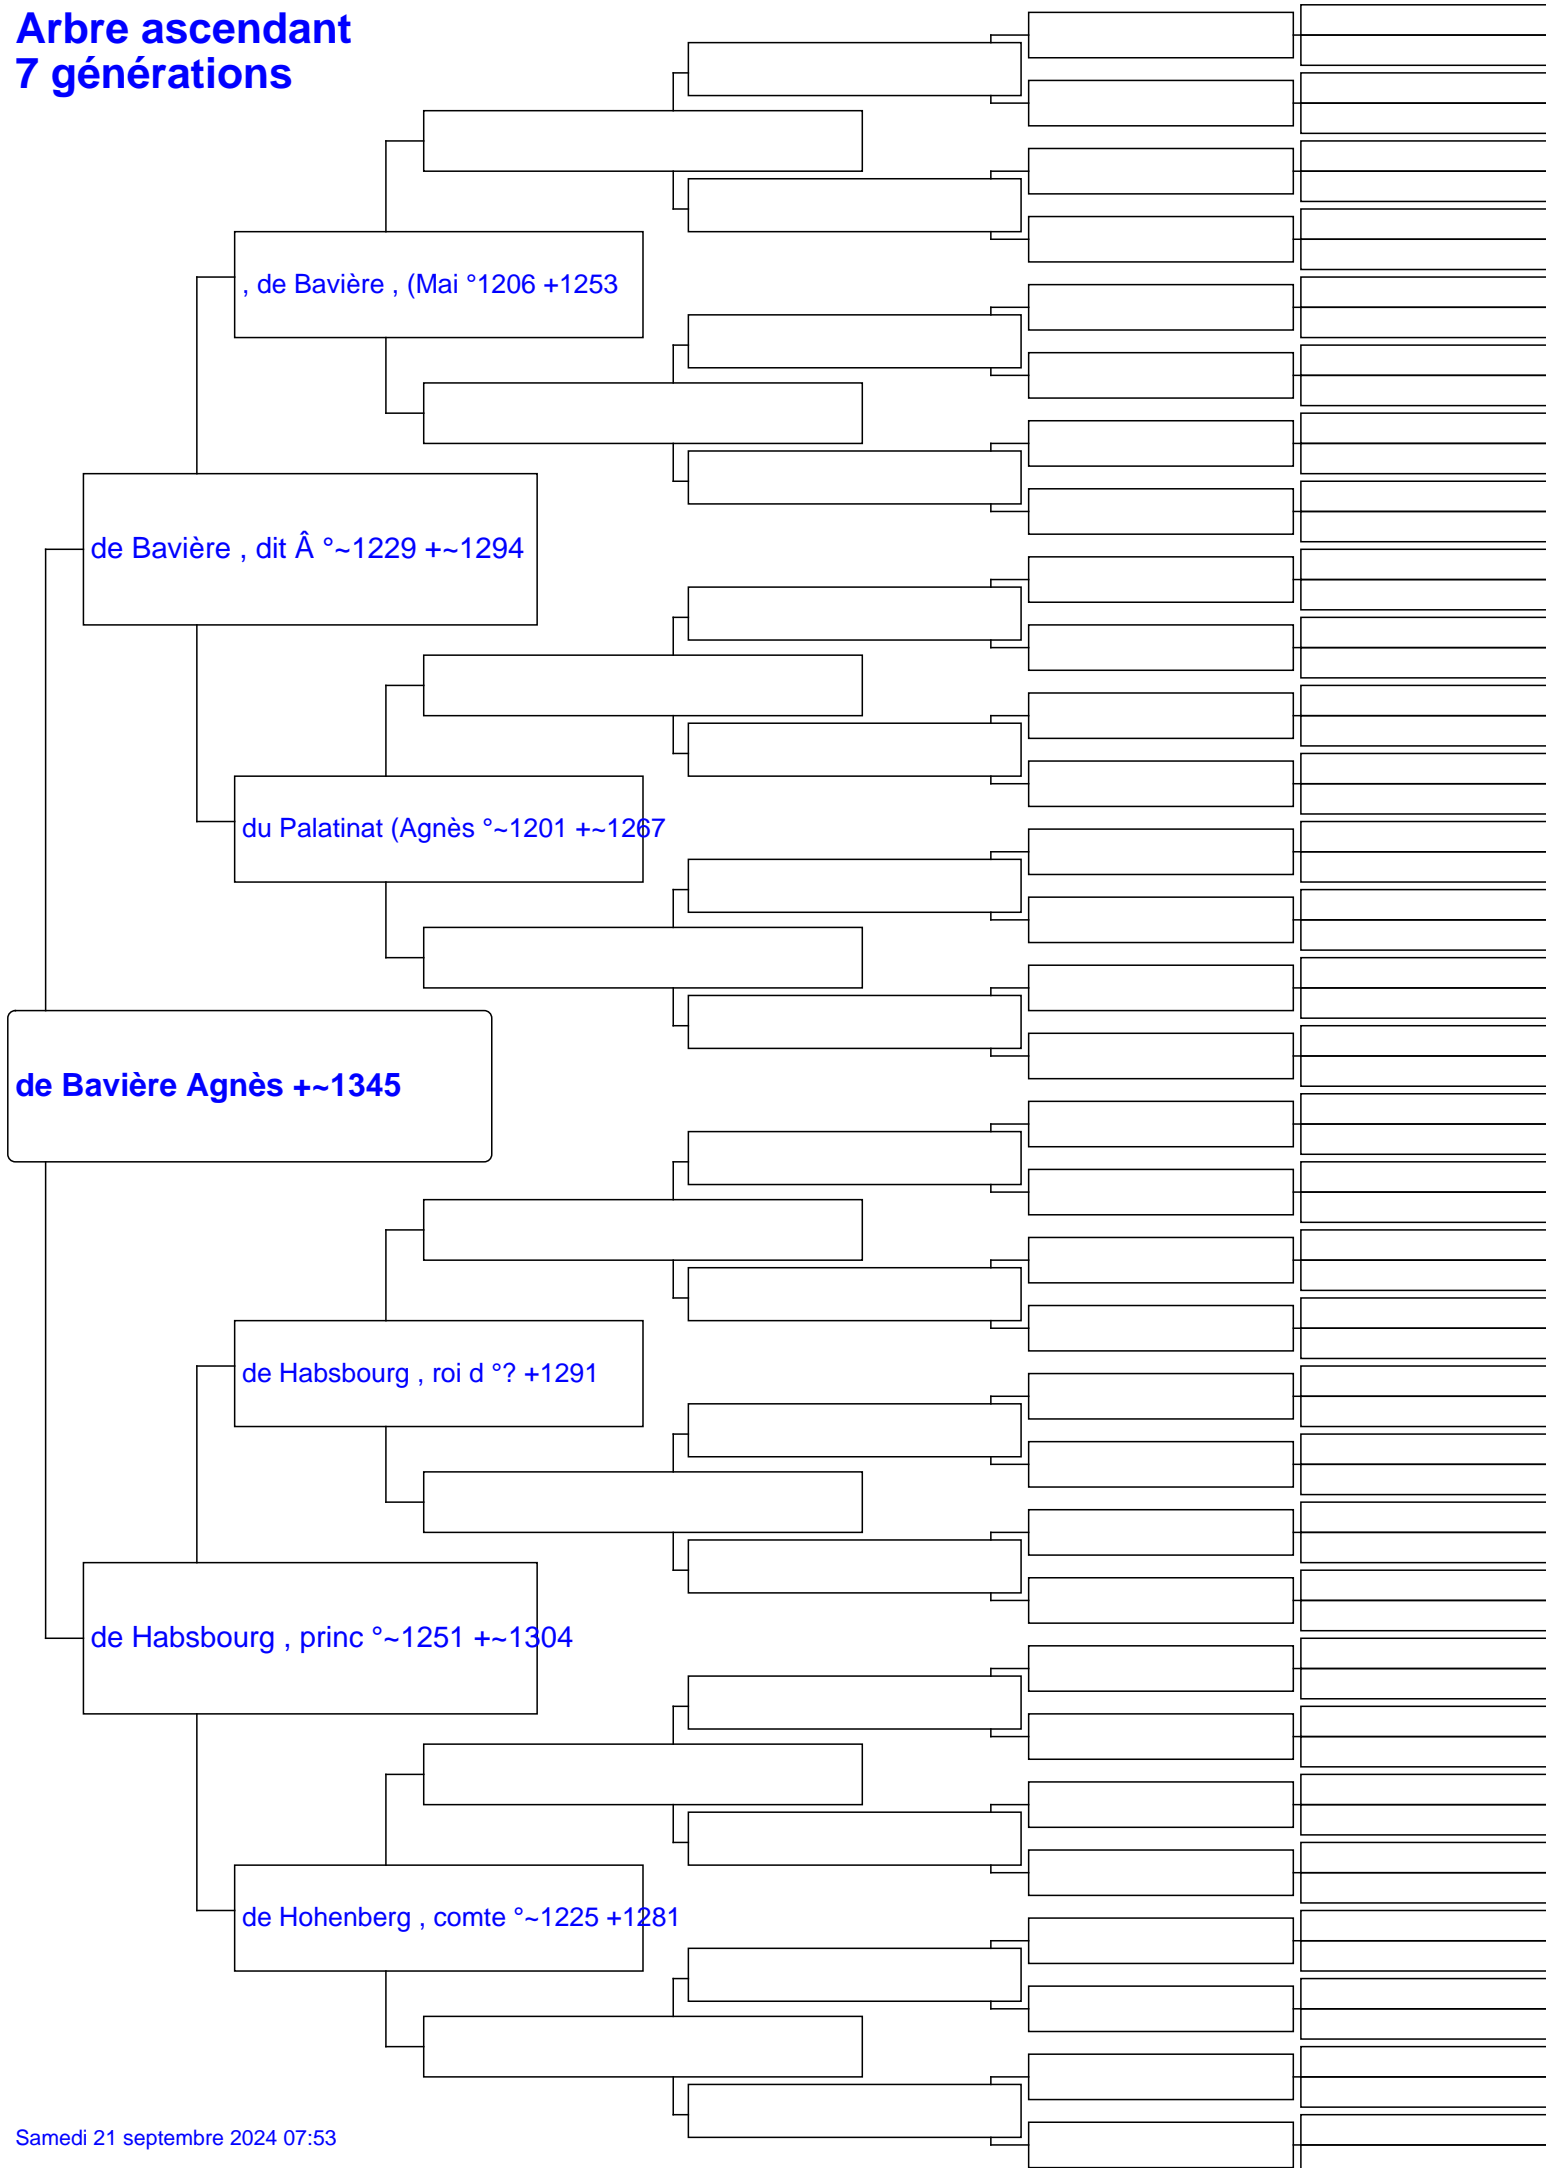 Arbre ascendant
7 générations
, de Bavière , (Mai °1206 +1253
de Bavière , dit Â °~1229 +~1294
du Palatinat (Agnès °~1201 +~1267
de Bavière Agnès +~1345
de Habsbourg , roi d °? +1291
de Habsbourg , princ °~1251 +~1304
de Hohenberg , comte °~1225 +1281
Samedi 21 septembre 2024 07:53